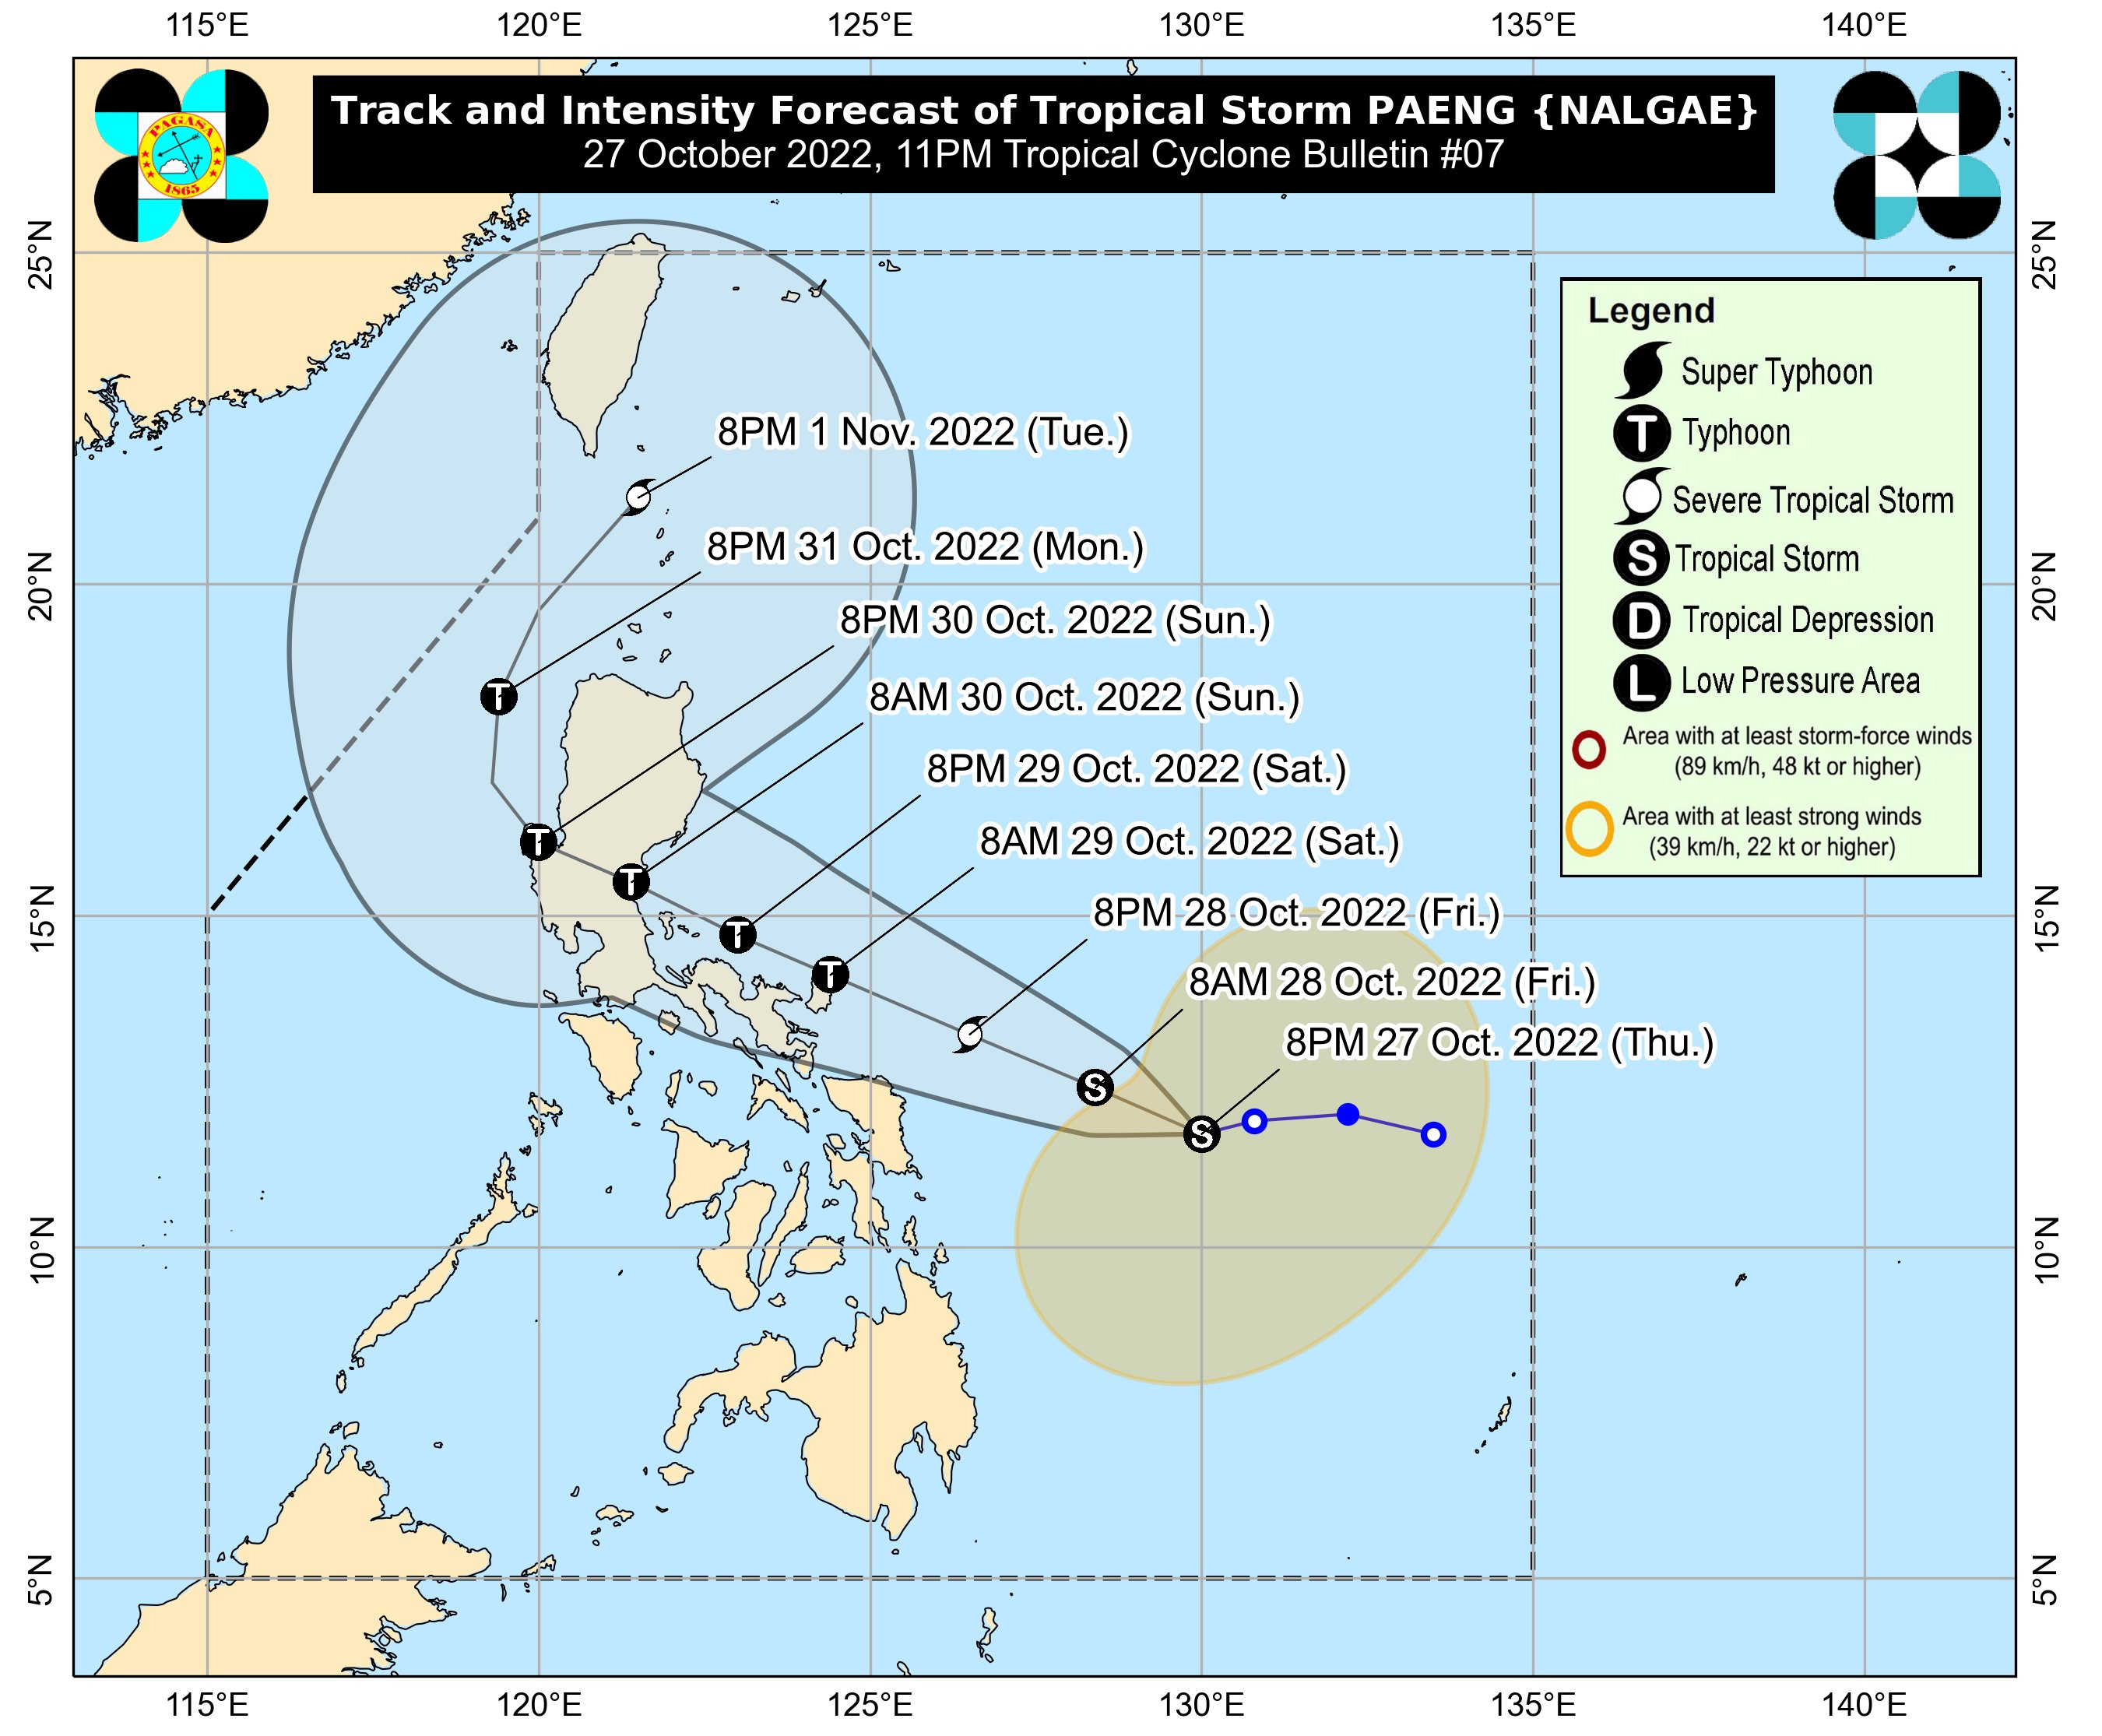 115°E 120°E 125°E 130°E 135°E 140°E
Track and Intensity Forecast of Tropical Storm PAENG {NALGAE}
27 October 2022, 11PM Tropical Cyclone Bulletin #07
PAGASA
1865
25°N
25°N
Legend
Super Typhoon
T Typhoon
Severe Tropical Storm
S Tropical Storm
D Tropical Depression
L Low Pressure Area
Area with at least storm-force winds
(89 km/h, 48 kt or higher)
Area with at least strong winds
(39 km/h, 22 kt or higher)
8PM 1 Nov. 2022 (Tue.)
8PM 31 Oct. 2022 (Mon.)
20°N
20°N
8PM 30 Oct. 2022 (Sun.)
T
8AM 30 Oct. 2022 (Sun.)
8PM 29 Oct. 2022 (Sat.)
T
8AM 29 Oct. 2022 (Sat.)
T
15°N
15°N
8PM 28 Oct. 2022 (Fri.)
T
T
8AM 28 Oct. 2022 (Fri.)
8PM 27 Oct. 2022 (Thu.)
S
S
10°N
10°N
5°N
5°N
115°E 120°E 125°E 130°E 135°E 140°E